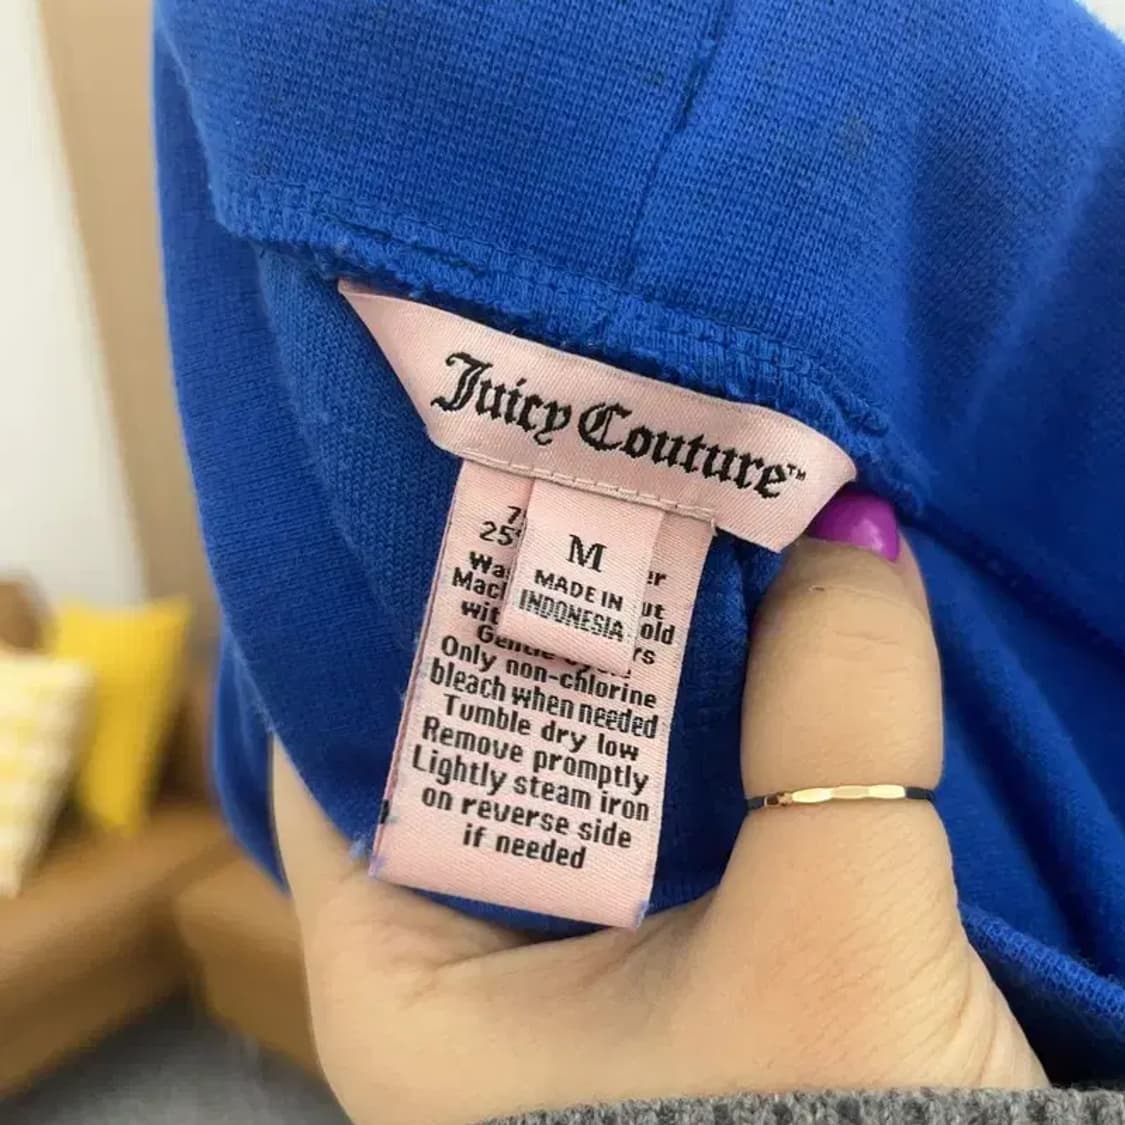 Juicy Couture™
M
MADE IN
INDONESIA
Only non-chlorine
bleach when needed
Tumble dry low
Remove promptly
Lightly steam iron
on reverse side
if needed